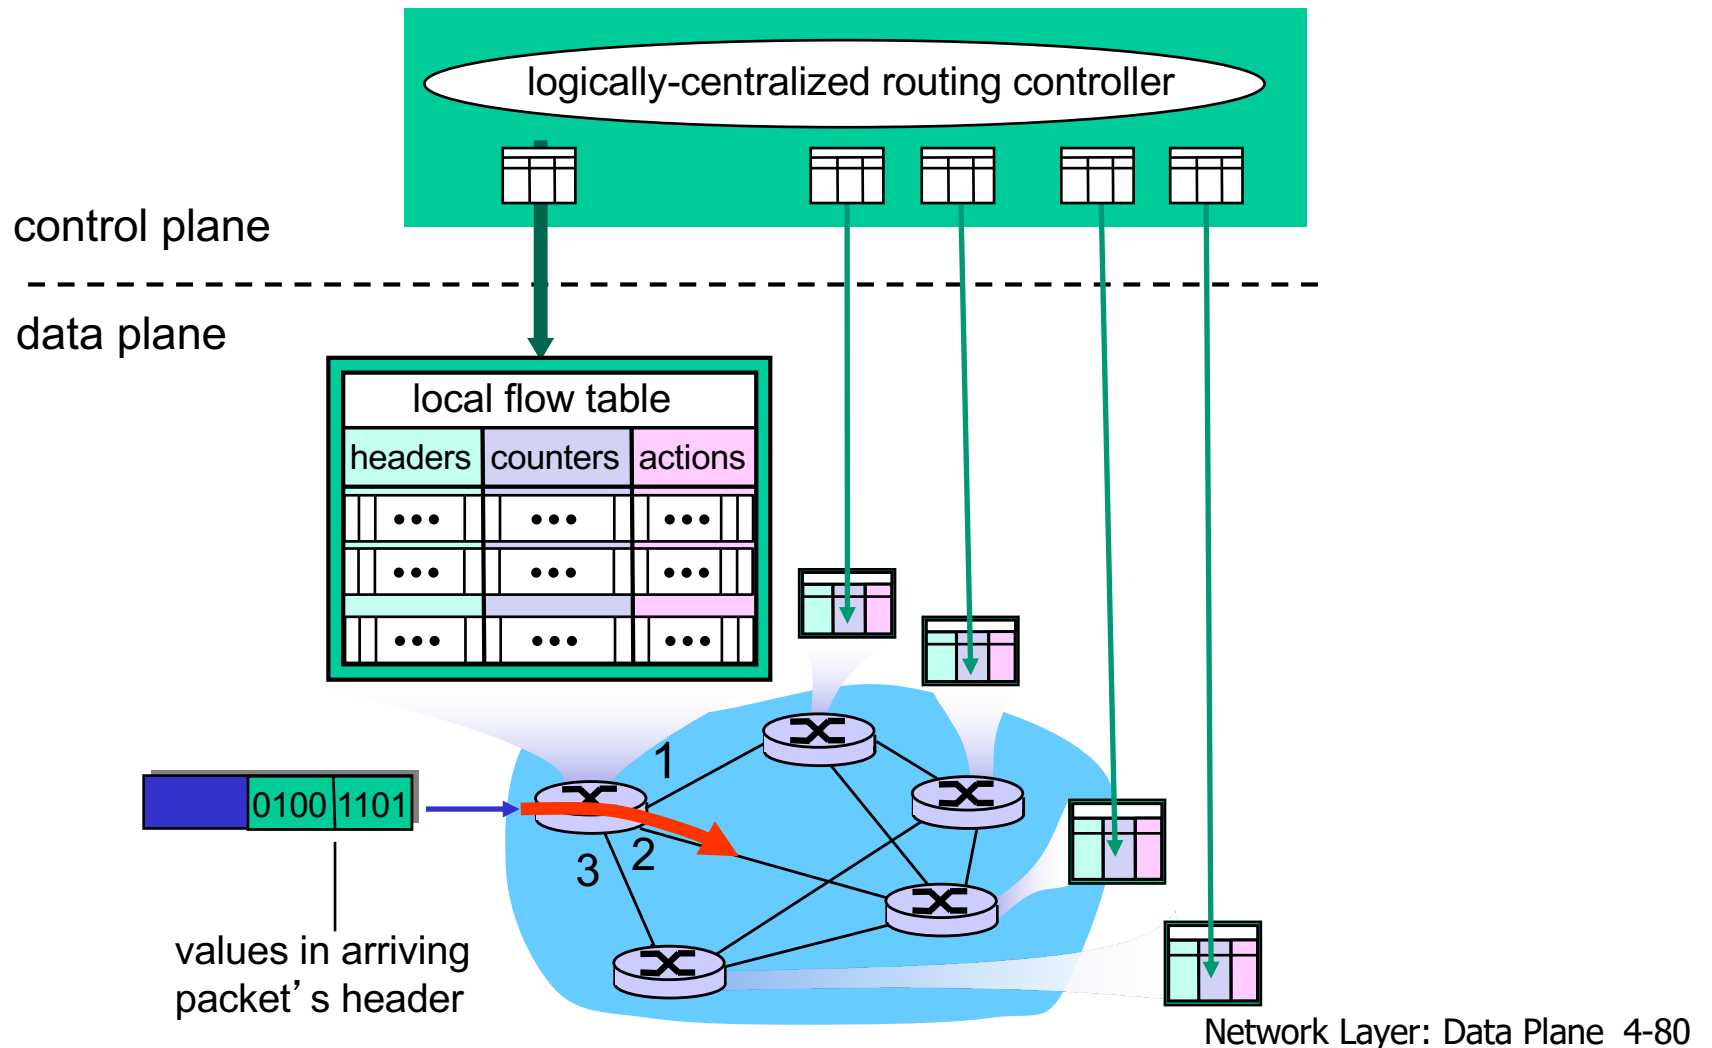 logically-centralized routing controller
control plane
data plane
local flow table
headers counters actions
1
0100 1101
2
3
values in arriving
packet’s header
Network Layer: Data Plane 4-80